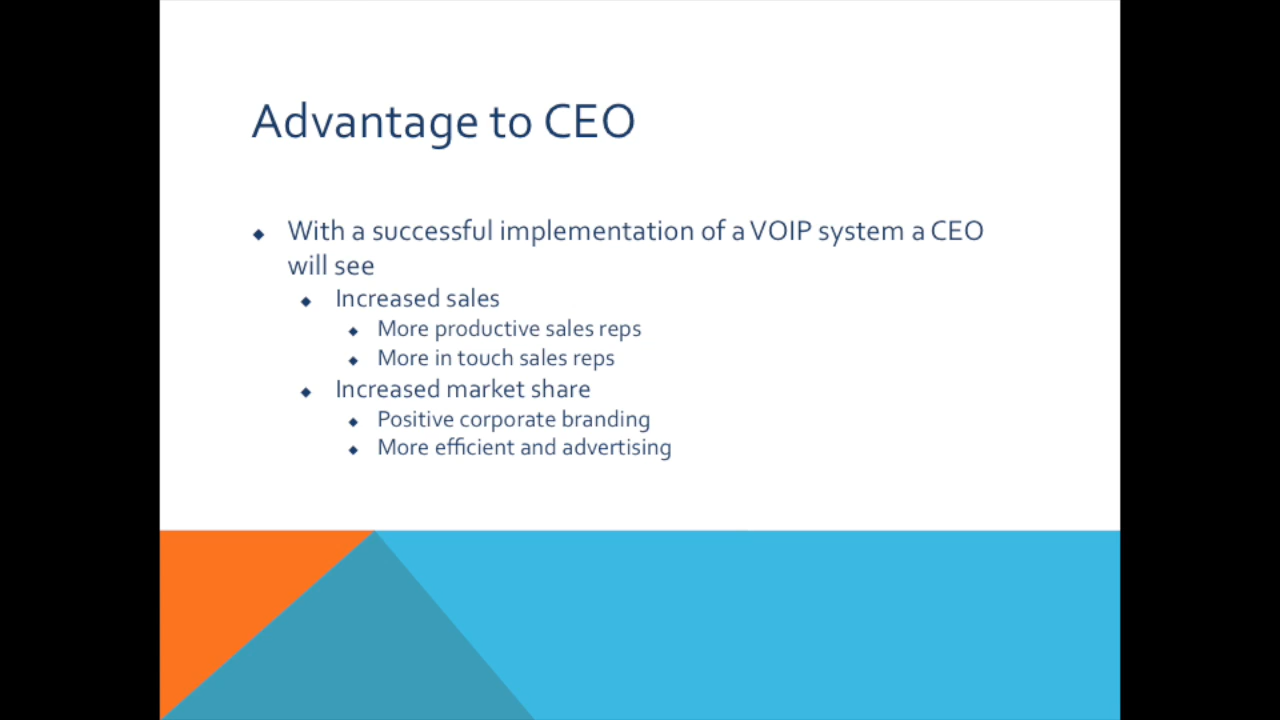 Advantage to CEO
With a successful implementation of a VOIP system a CEO
will see
Increased sales
More productive sales reps
More in touch sales reps
Increased market share
Positive corporate branding
More efficient and advertising